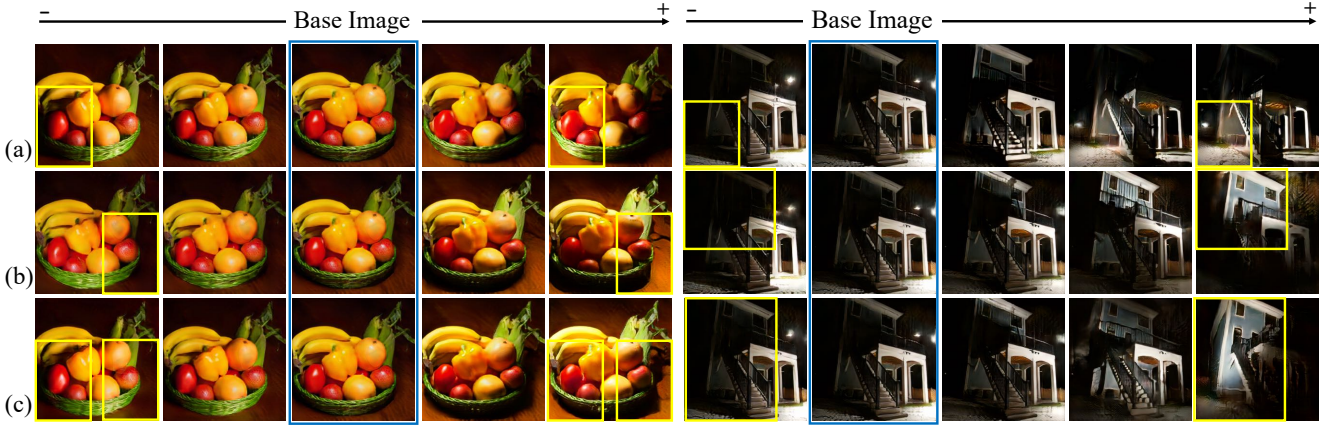 – Base Image + – Base Image +
(a)
(b)
(c)